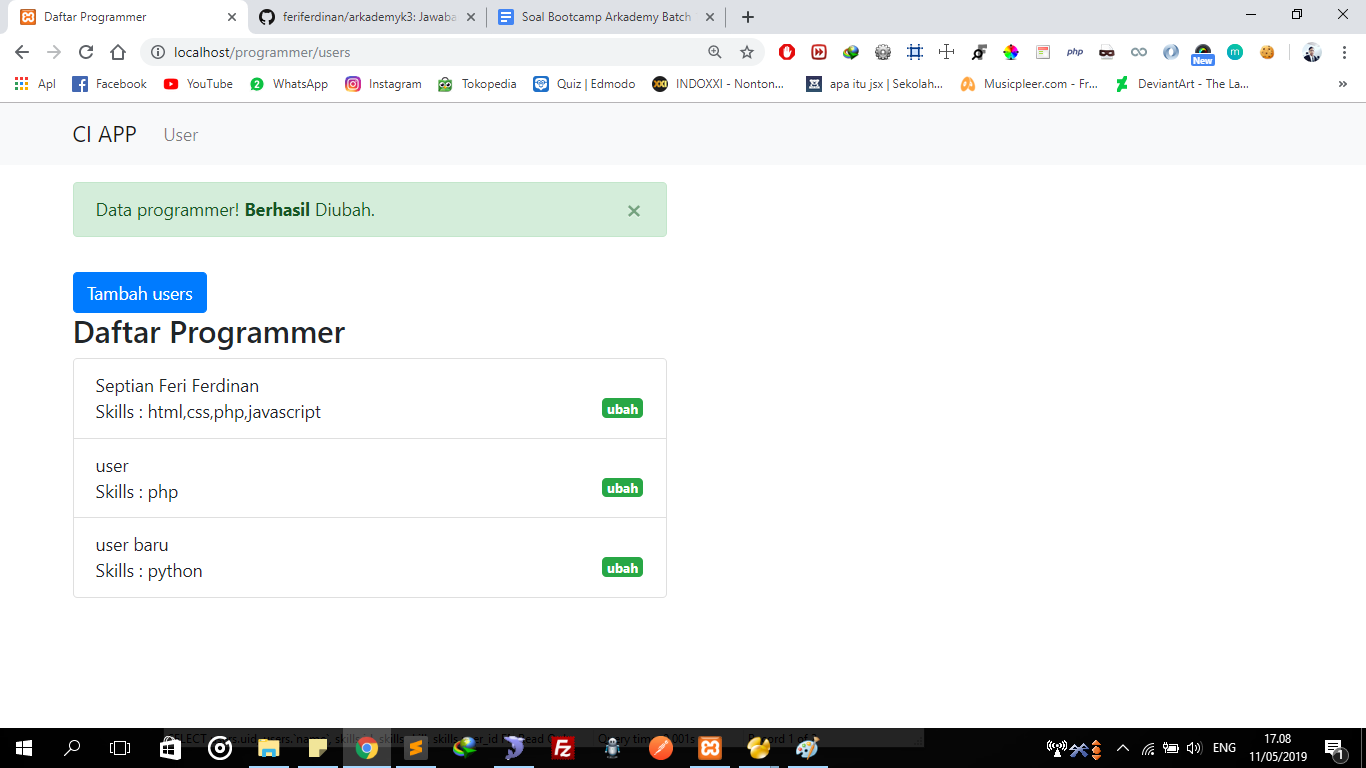 Daftar Programmer
feriferdinan/arkademyk3: Jawaba
Soal Bootcamp Arkademy Batch
localhost/programmer/users
php
New
m
Apl
Facebook
YouTube
2
WhatsApp
Instagram
Tokopedia
Quiz | Edmodo
INDOXXI - Nonton...
apa itu jsx | Sekolah...
Musicpleer.com - Fr...
DeviantArt - The La...
CI APP
User
Data programmer! Berhasil Diubah.
Tambah users
Daftar Programmer
Septian Feri Ferdinan
Skills : html,css,php,javascript
ubah
user
Skills : php
ubah
user baru
Skills : python
ubah
ENG
17.08
11/05/2019
1